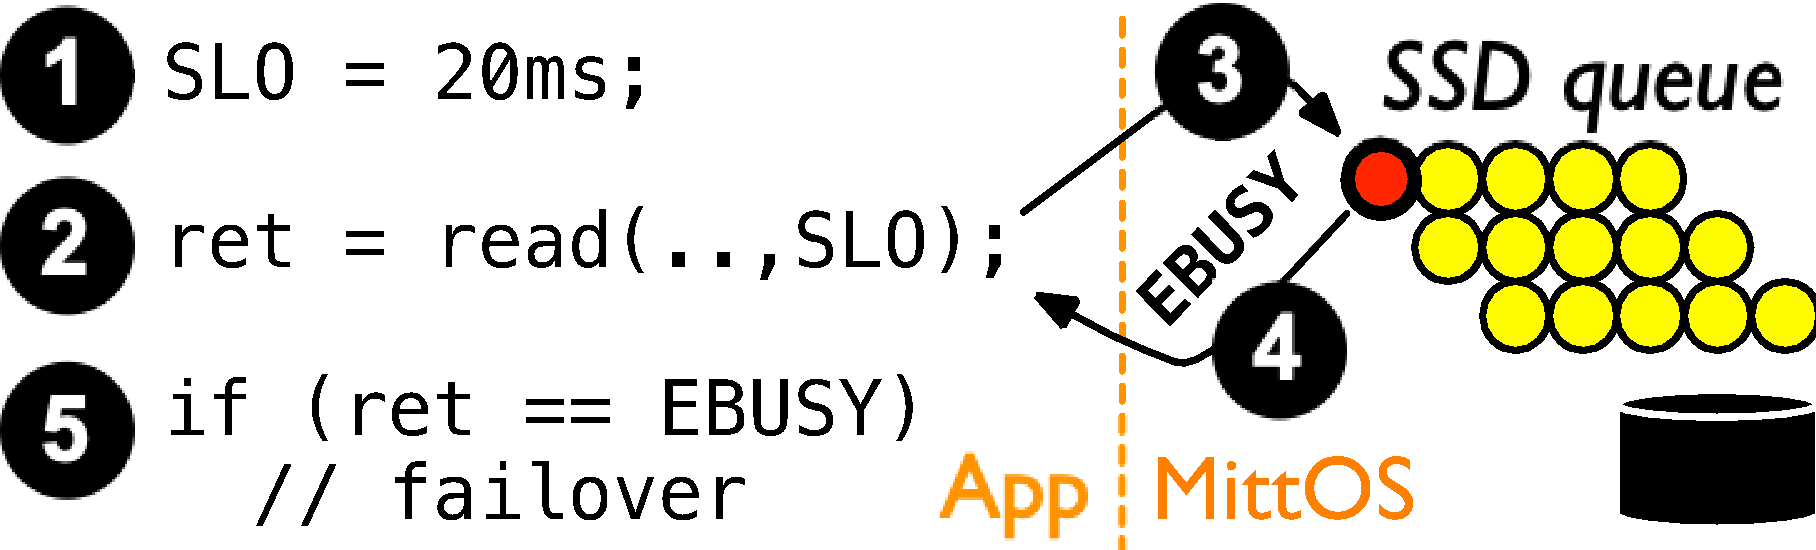 1 SLO = 20ms;
2 ret = read(..,SLO);
5 if (ret == EBUSY)
// failover
App
3
SSD queue
EBUSY
4
MittOS